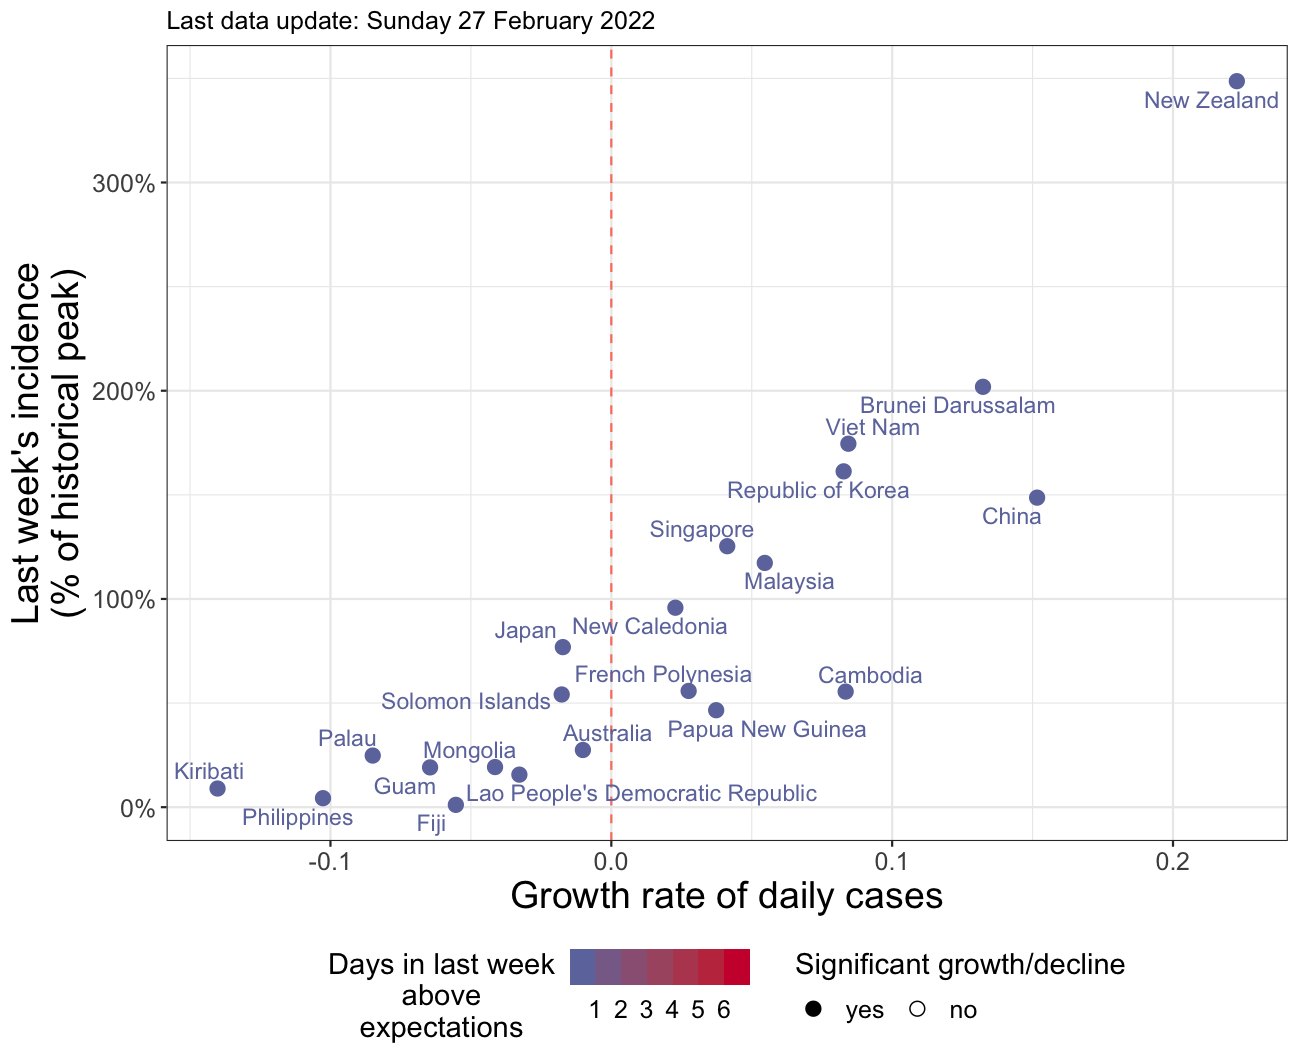 Last data update: Sunday 27 February 2022
New Zealand
300%
200%
Brunei Darussalam
Viet Nam
Republic of Korea
China
Singapore
Malaysia
100%
New Caledonia
Japan
French Polynesia
Cambodia
Solomon Islands
Papua New Guinea
Australia
Palau
Mongolia
Kiribati
Guam
Lao People's Democratic Republic
0%
Philippines
Fiji
Last week's incidence
(% of historical peak)
-0.1 0.0 0.1 0.2
Growth rate of daily cases
Days in last week
above
expectations
1 2 3 4 5 6
Significant growth/decline
yes no